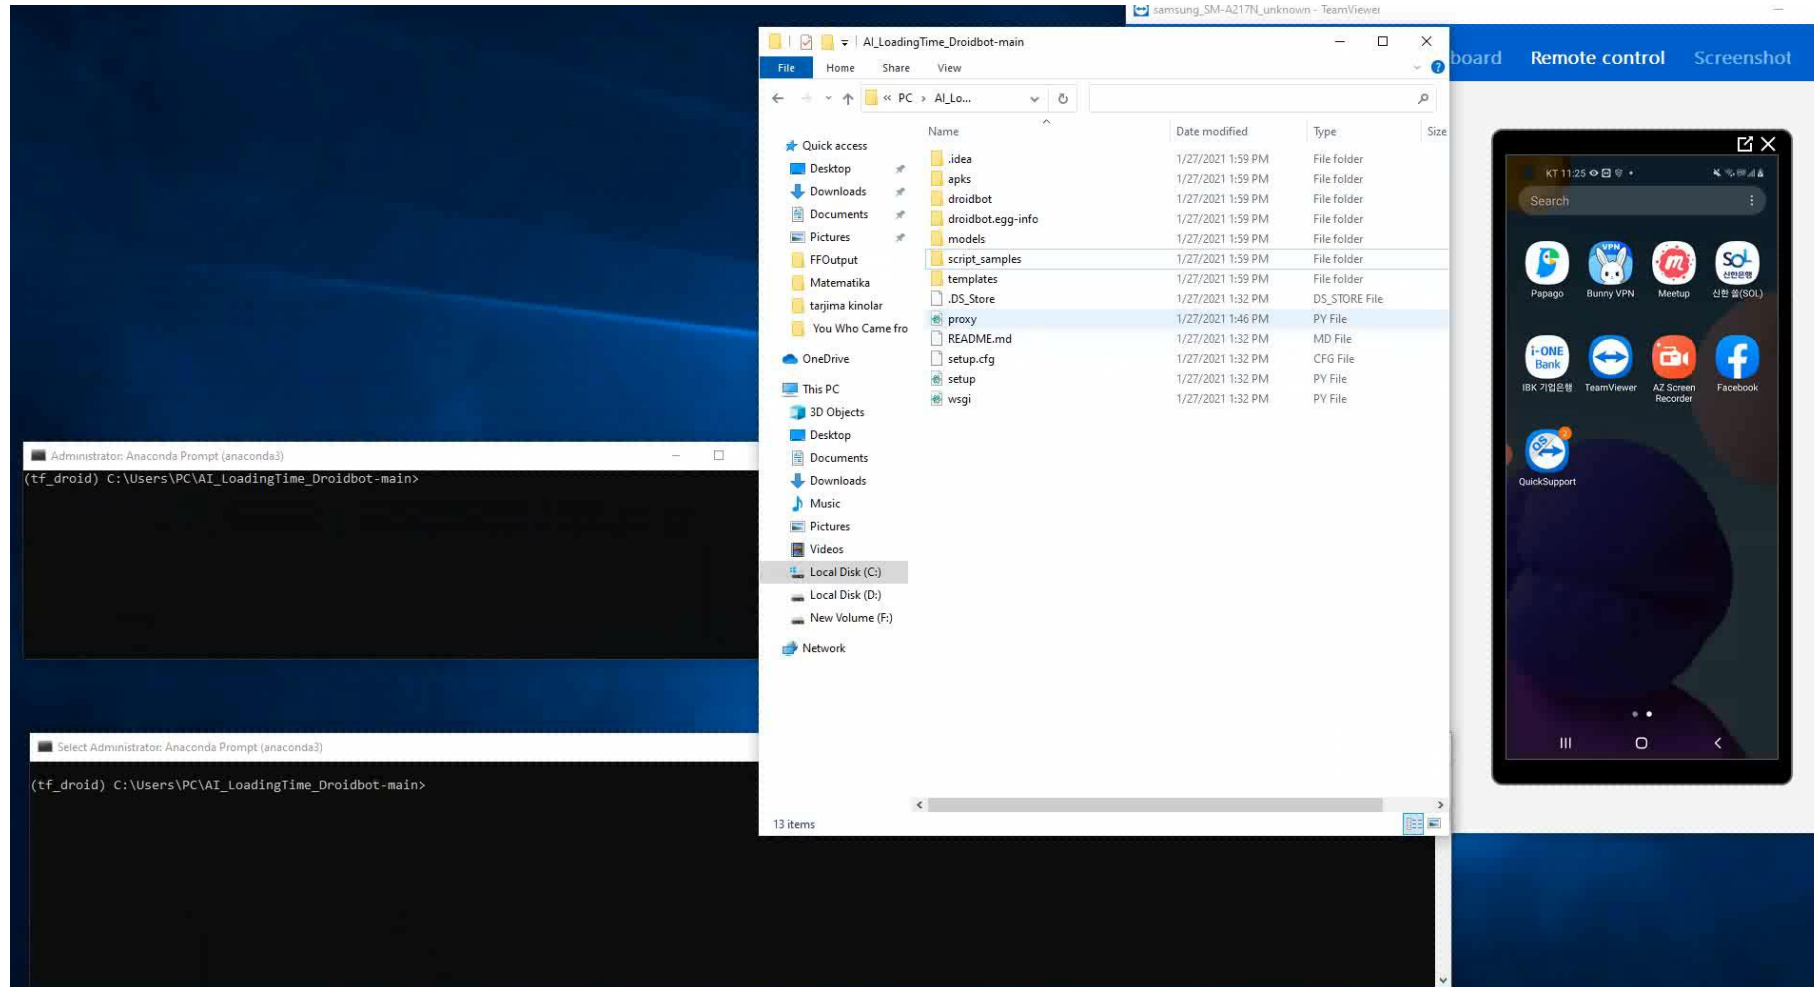 samsung_SM-A217N_unknown - TeamViewer
AI_LoadingTime_Droidbot-main
File Home Share View
board Remote control Screenshot
« PC › AI_Lo...
Name Date modified Type Size
Quick access
Desktop
Downloads
Documents
Pictures
FFOutput
Matematika
tarjima kinolar
You Who Came fro
OneDrive
This PC
3D Objects
Desktop
Documents
Downloads
Music
Pictures
Videos
Local Disk (C:)
Local Disk (D:)
New Volume (F:)
Network
.idea 1/27/2021 1:59 PM File folder
apks 1/27/2021 1:59 PM File folder
droidbot 1/27/2021 1:59 PM File folder
droidbot.egg-info 1/27/2021 1:59 PM File folder
models 1/27/2021 1:59 PM File folder
script_samples 1/27/2021 1:59 PM File folder
templates 1/27/2021 1:59 PM File folder
.DS_Store 1/27/2021 1:32 PM DS_STORE File
proxy 1/27/2021 1:46 PM PY File
README.md 1/27/2021 1:32 PM MD File
setup.cfg 1/27/2021 1:32 PM CFG File
setup 1/27/2021 1:32 PM PY File
wsgi 1/27/2021 1:32 PM PY File
13 items
Administrator: Anaconda Prompt (anaconda3)
(tf_droid) C:\Users\PC\AI_LoadingTime_Droidbot-main>
Select Administrator: Anaconda Prompt (anaconda3)
(tf_droid) C:\Users\PC\AI_LoadingTime_Droidbot-main>
KT 11:25
Search
VPN
SOL
신한은행
Papago Bunny VPN Meetup 신한 쏠(SOL)
i-ONE
Bank
IBK 기업은행 TeamViewer AZ Screen Recorder Facebook
QS
2
QuickSupport